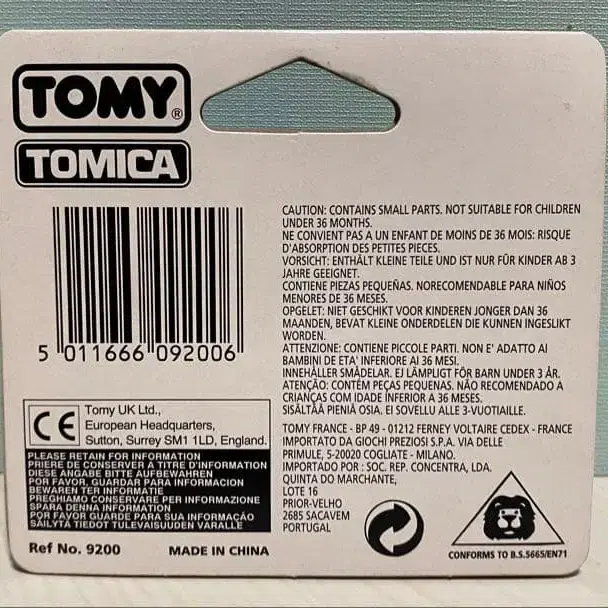 TOMY®
TOMICA
5 011666 092006
CAUTION: CONTAINS SMALL PARTS. NOT SUITABLE FOR CHILDREN
UNDER 36 MONTHS.
NE CONVIENT PAS A UN ENFANT DE MOINS DE 36 MOIS: RISQUE
D'ABSORPTION DES PETITES PIECES.
VORSICHT: ENTHÄLT KLEINE TEILE UND IST NUR FÜR KINDER AB 3
JAHRE GEEIGNET.
CONTIENE PIEZAS PEQUEÑAS. NORECOMENDABLE PARA NIÑOS
MENORES DE 36 MESES.
OPGELET: NIET GESCHIKT VOOR KINDEREN JONGER DAN 36
MAANDEN, BEVAT KLEINE ONDERDELEN DIE KUNNEN INGESLIKT
WORDEN.
ATTENZIONE: CONTIENE PICCOLE PARTI. NON E' ADATTO AI
BAMBINI DE ETA' INFERIORE AI 36 MESI.
INNEHÅLLER SMÅDELAR. EJ LÄMPLIGT FÖR BARN UNDER 3 ÅR.
ATENÇÃO: CONTÉM PEÇAS PEQUENAS. NÃO RECOMENDADO A
CRIANÇAS COM IDADE INFERIOR A 36 MESES.
SISÄLTÄÄ PIENIÄ OSIA. EI SOVELLU ALLE 3-VUOTIAILLE.
TOMY FRANCE - BP 49 - 01212 FERNEY VOLTAIRE CEDEX - FRANCE
IMPORTADO DA GIOCHI PREZIOSI S.P.A. VIA DELLE
PRIMULE, 5-20020 COGLIATE - MILANO.
IMPORTADO POR : SOC. REP. CONCENTRA, LDA.
QUINTA DO MARCHANTE,
LOTE 16
PRIOR-VELHO
2685 SACAVEM
PORTUGAL
CE
Tomy UK Ltd.,
European Headquarters,
Sutton, Surrey SM1 1LD, England.
PLEASE RETAIN FOR INFORMATION
PRIERE DE CONSERVER A TITRE D'INFORMATION
DIESE ANGABE BITTE AUFBEWAHREN
POR FAVOR, GUARDAR PARA INFORMACION
BEWAREN TER INFORMATIE
PREGHIAMO CONSERVARE PER INFORMAZIONE
SPARA DENNA INFORMATION
POR FAVOR GUARDE PARA SUA INFORMAÇÃO
SÄILYTÄ TIEDOT TULEVAISUUDEN VARALLE
Ref No. 9200
MADE IN CHINA
CONFORMS TO B.S.5665/EN71